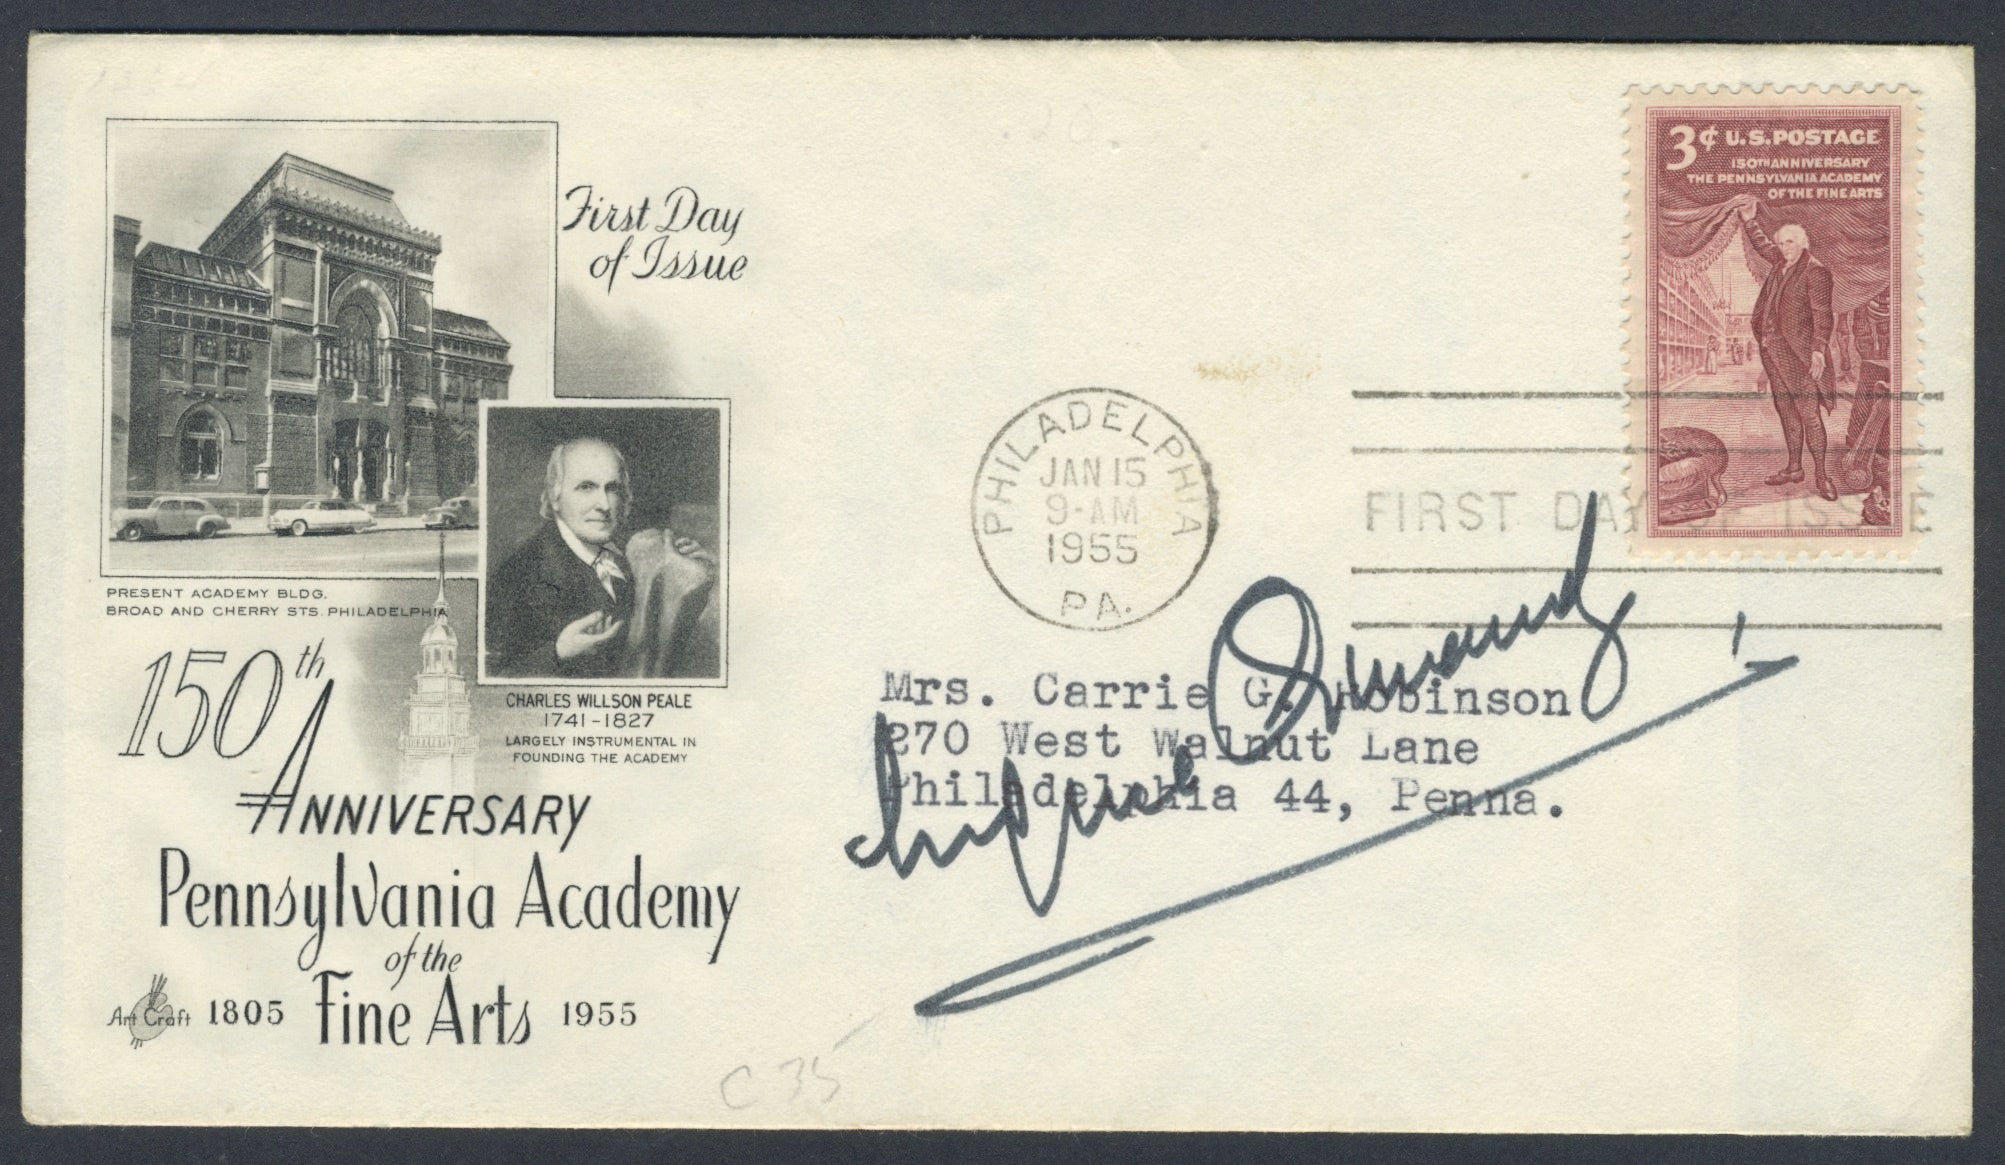 First Day
of Issue
PRESENT ACADEMY BLDG.
BROAD AND CHERRY STS. PHILADELPHIA
CHARLES WILLSON PEALE
1741-1827
LARGELY INSTRUMENTAL IN
FOUNDING THE ACADEMY
150th
ANNIVERSARY
Pennsylvania Academy
of the
Fine Arts
1805 1955
Art Craft
C 35
3¢ U.S. POSTAGE
150TH ANNIVERSARY
THE PENNSYLVANIA ACADEMY
OF THE FINE ARTS
PHILADELPHIA
JAN 15
9-AM
1955
PA.
FIRST DAY OF ISSUE
Mrs. Carrie G. Robinson
270 West Walnut Lane
Philadelphia 44, Penna.